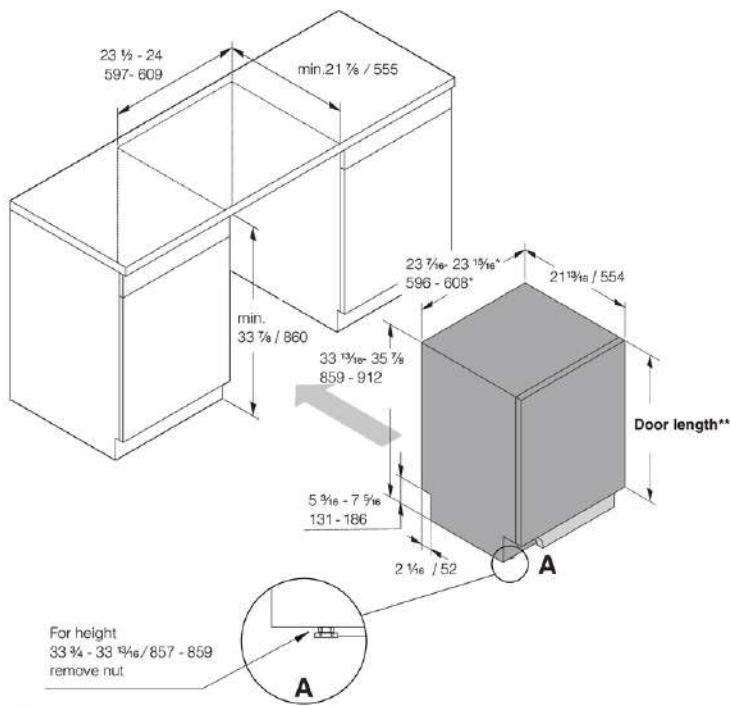 23 ½ - 24
597- 609
min.21 ⅞ / 555
23 7⁄16- 23 15⁄16*
596 - 608*
21 13⁄16 / 554
min.
33 ⅞ / 860
33 13⁄16- 35 ⅞
859 - 912
Door length**
5 3⁄16 - 7 5⁄16
131 - 186
2 1⁄16 / 52
A
For height
33 ¾ - 33 13⁄16 / 857 - 859
remove nut
A